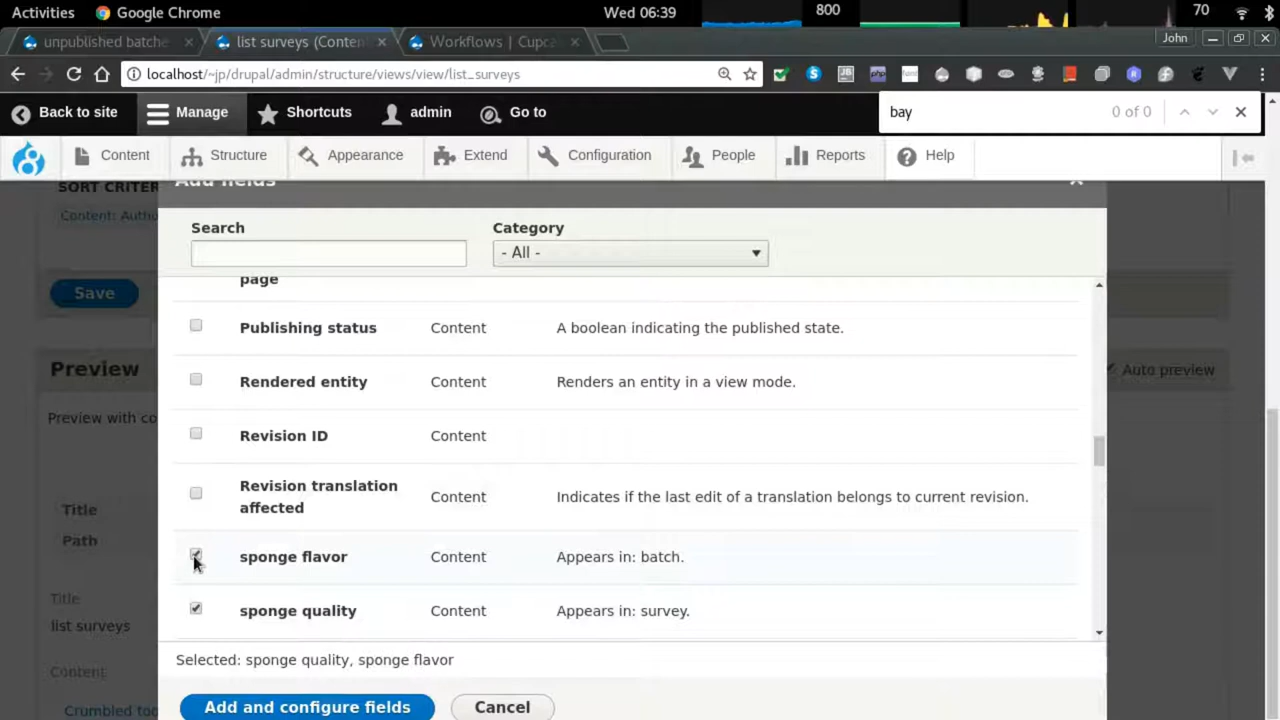 Activities Google Chrome Wed 06:39 800 70
unpublished batche list surveys (Conten Workflows | Cupc John
localhost/~jp/drupal/admin/structure/views/view/list_surveys
Back to site Manage Shortcuts admin Go to bay 0 of 0
Content Structure Appearance Extend Configuration People Reports Help
SORT CRITER Add fields
Content: Autho
Search Category
- All -
page
Save
Publishing status Content A boolean indicating the published state.
Preview Auto preview
Rendered entity Content Renders an entity in a view mode.
Preview with co
Revision ID Content
Revision translation affected Content Indicates if the last edit of a translation belongs to current revision.
Title
Path
sponge flavor Content Appears in: batch.
Title
list surveys
sponge quality Content Appears in: survey.
Content:
Selected: sponge quality, sponge flavor
Crumbled too
Add and configure fields Cancel